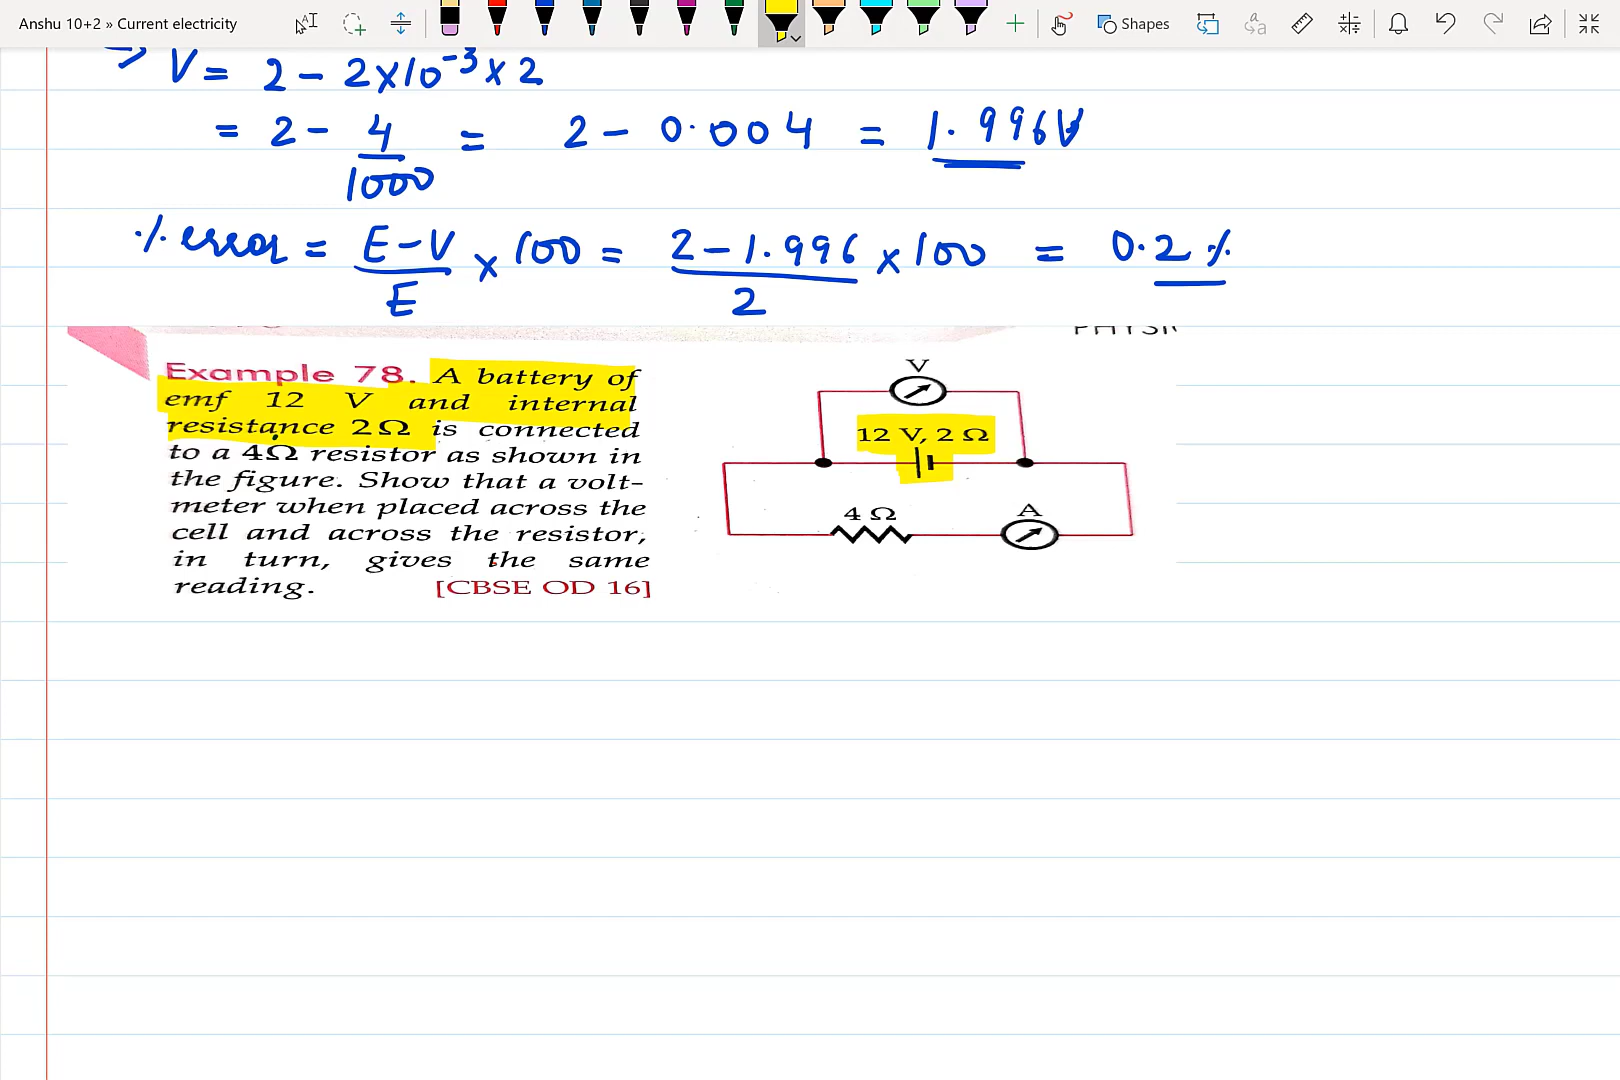 Anshu 10+2 » Current electricity
Shapes
V = 2 - 2×10⁻³×2
= 2 - 4/1000 = 2 - 0.004 = 1.996V
% error = E-V/E × 100 = 2-1.996/2 × 100 = 0.2%
Example 78. A battery of
emf 12 V and internal
resistance 2Ω is connected
to a 4Ω resistor as shown in
the figure. Show that a volt-
meter when placed across the
cell and across the resistor,
in turn, gives the same
reading. [CBSE OD 16]
V
12 V, 2 Ω
4 Ω
A